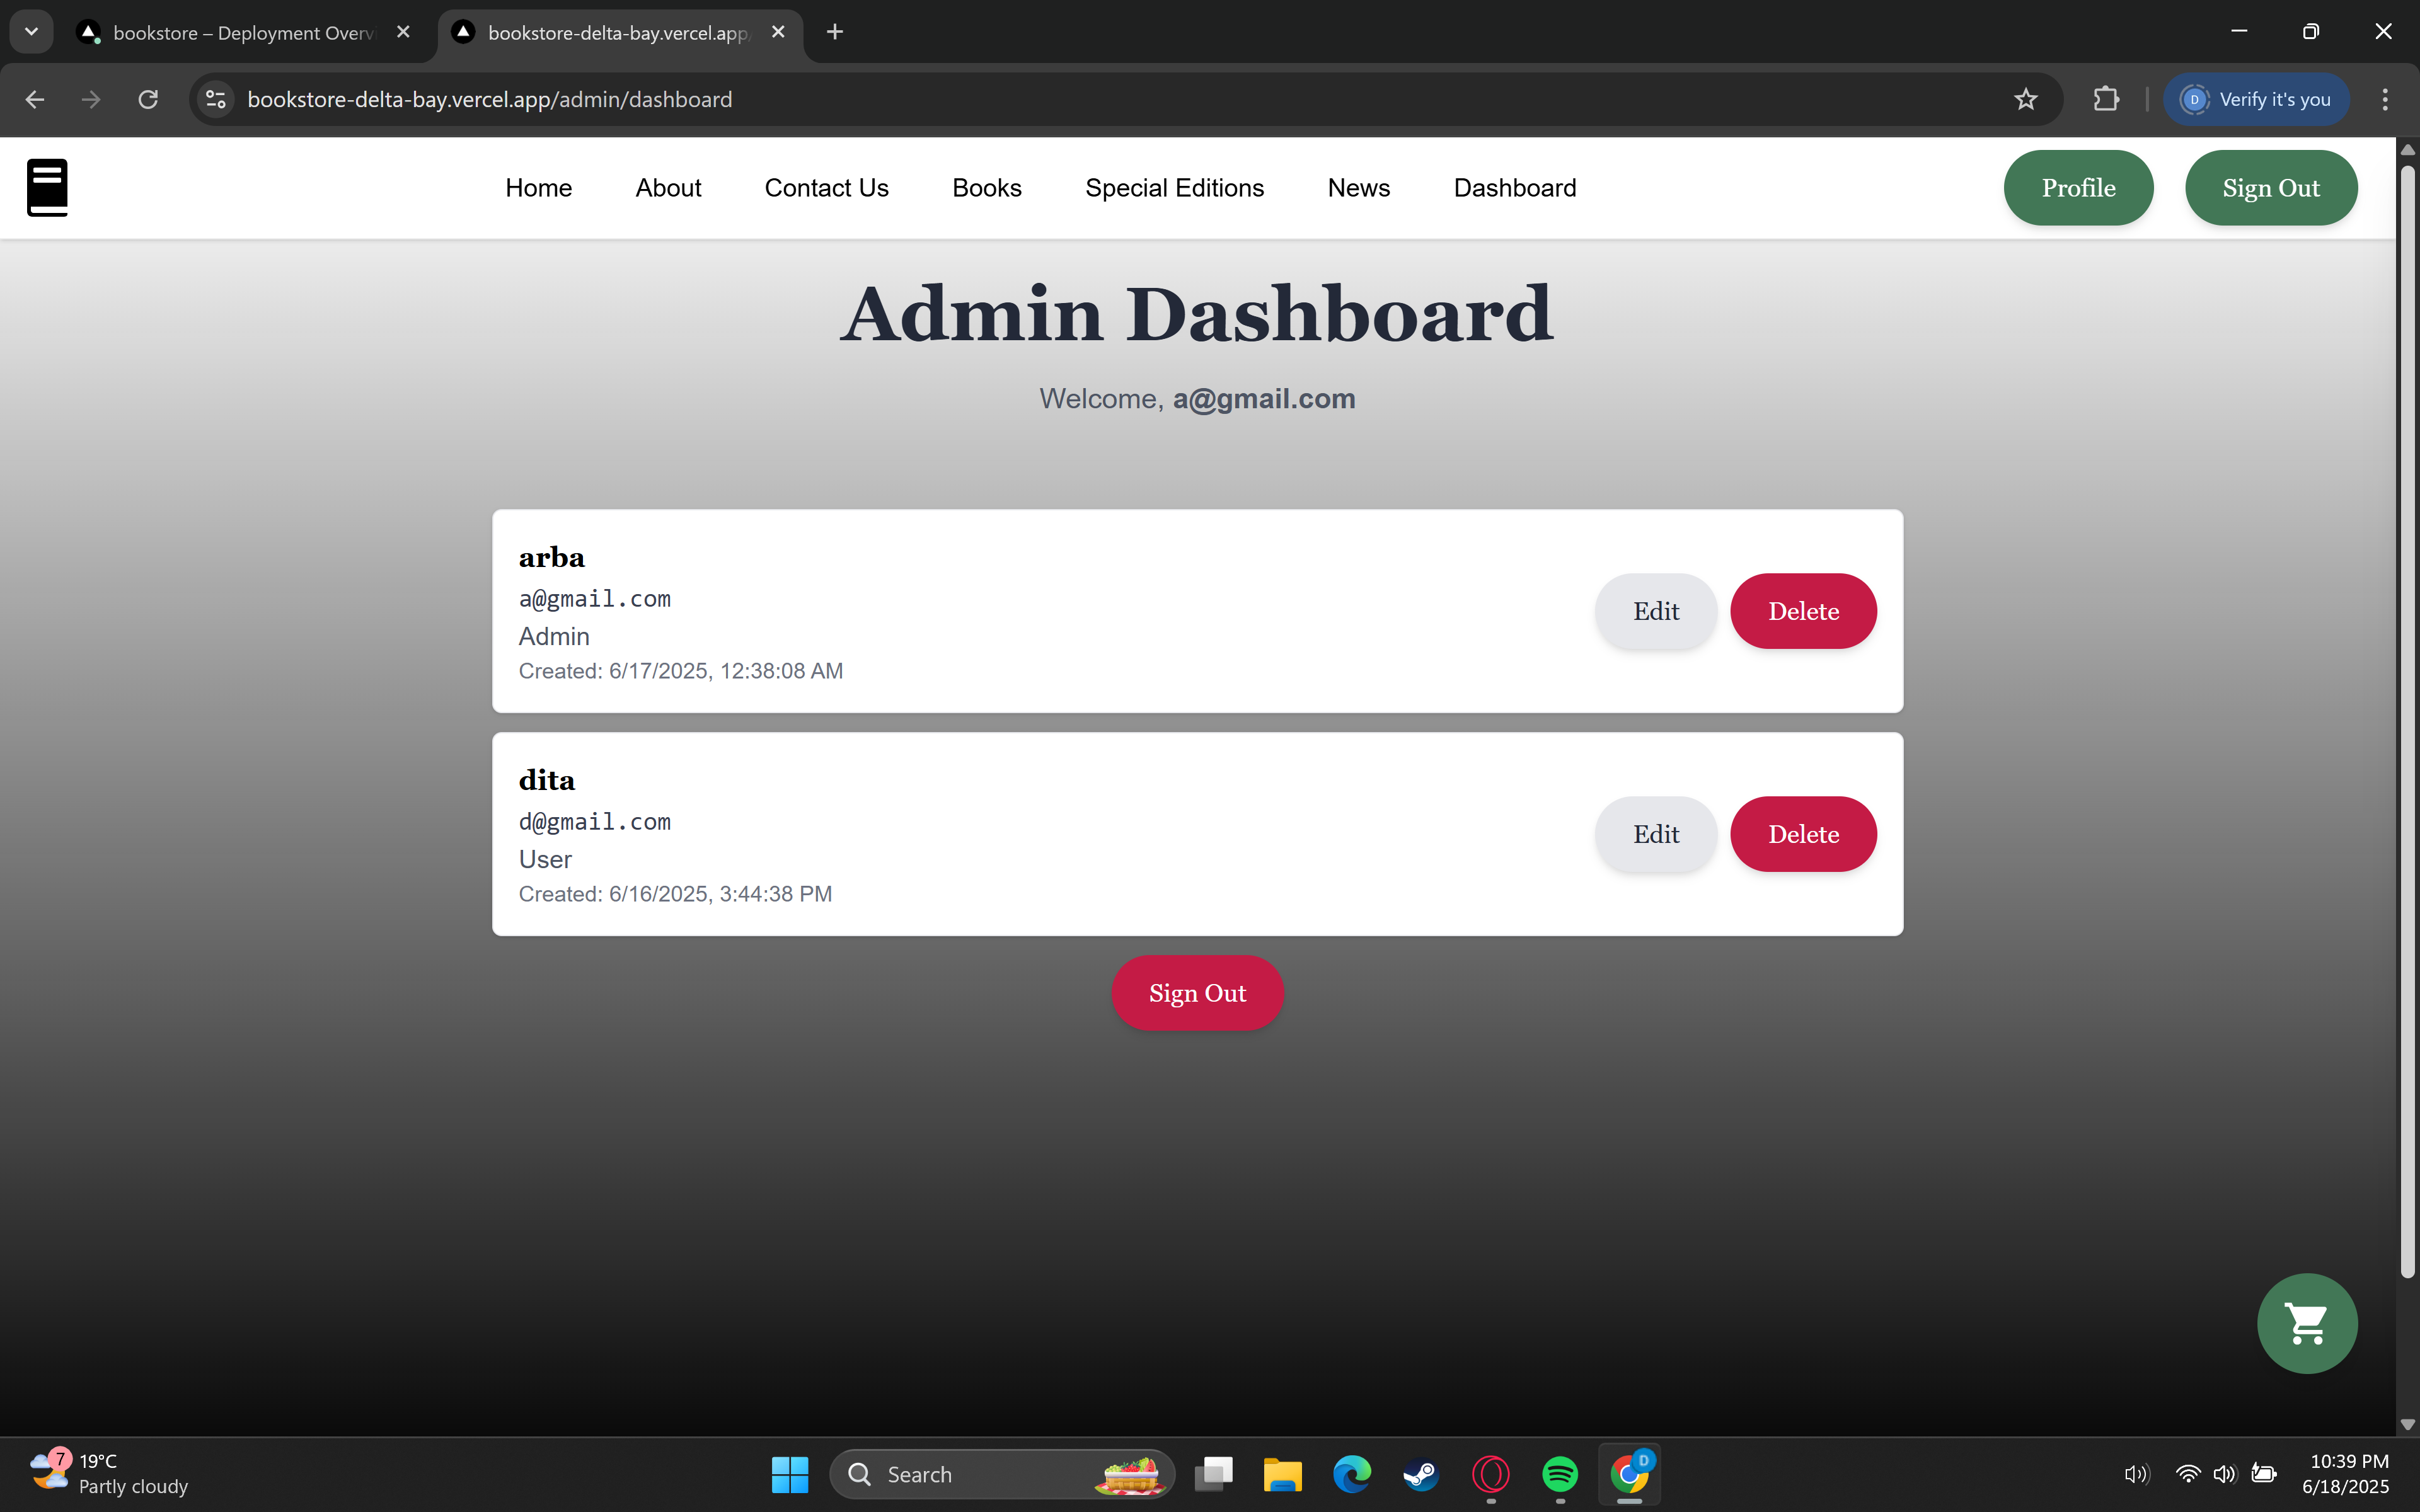 bookstore – Deployment Overv
bookstore-delta-bay.vercel.app/
bookstore-delta-bay.vercel.app/admin/dashboard
D
Verify it's you
Home
About
Contact Us
Books
Special Editions
News
Dashboard
Profile
Sign Out
Admin Dashboard
Welcome, a@gmail.com
arba
a@gmail.com
Admin
Created: 6/17/2025, 12:38:08 AM
Edit
Delete
dita
d@gmail.com
User
Created: 6/16/2025, 3:44:38 PM
Edit
Delete
Sign Out
7
19°C
Partly cloudy
Search
D
10:39 PM
6/18/2025